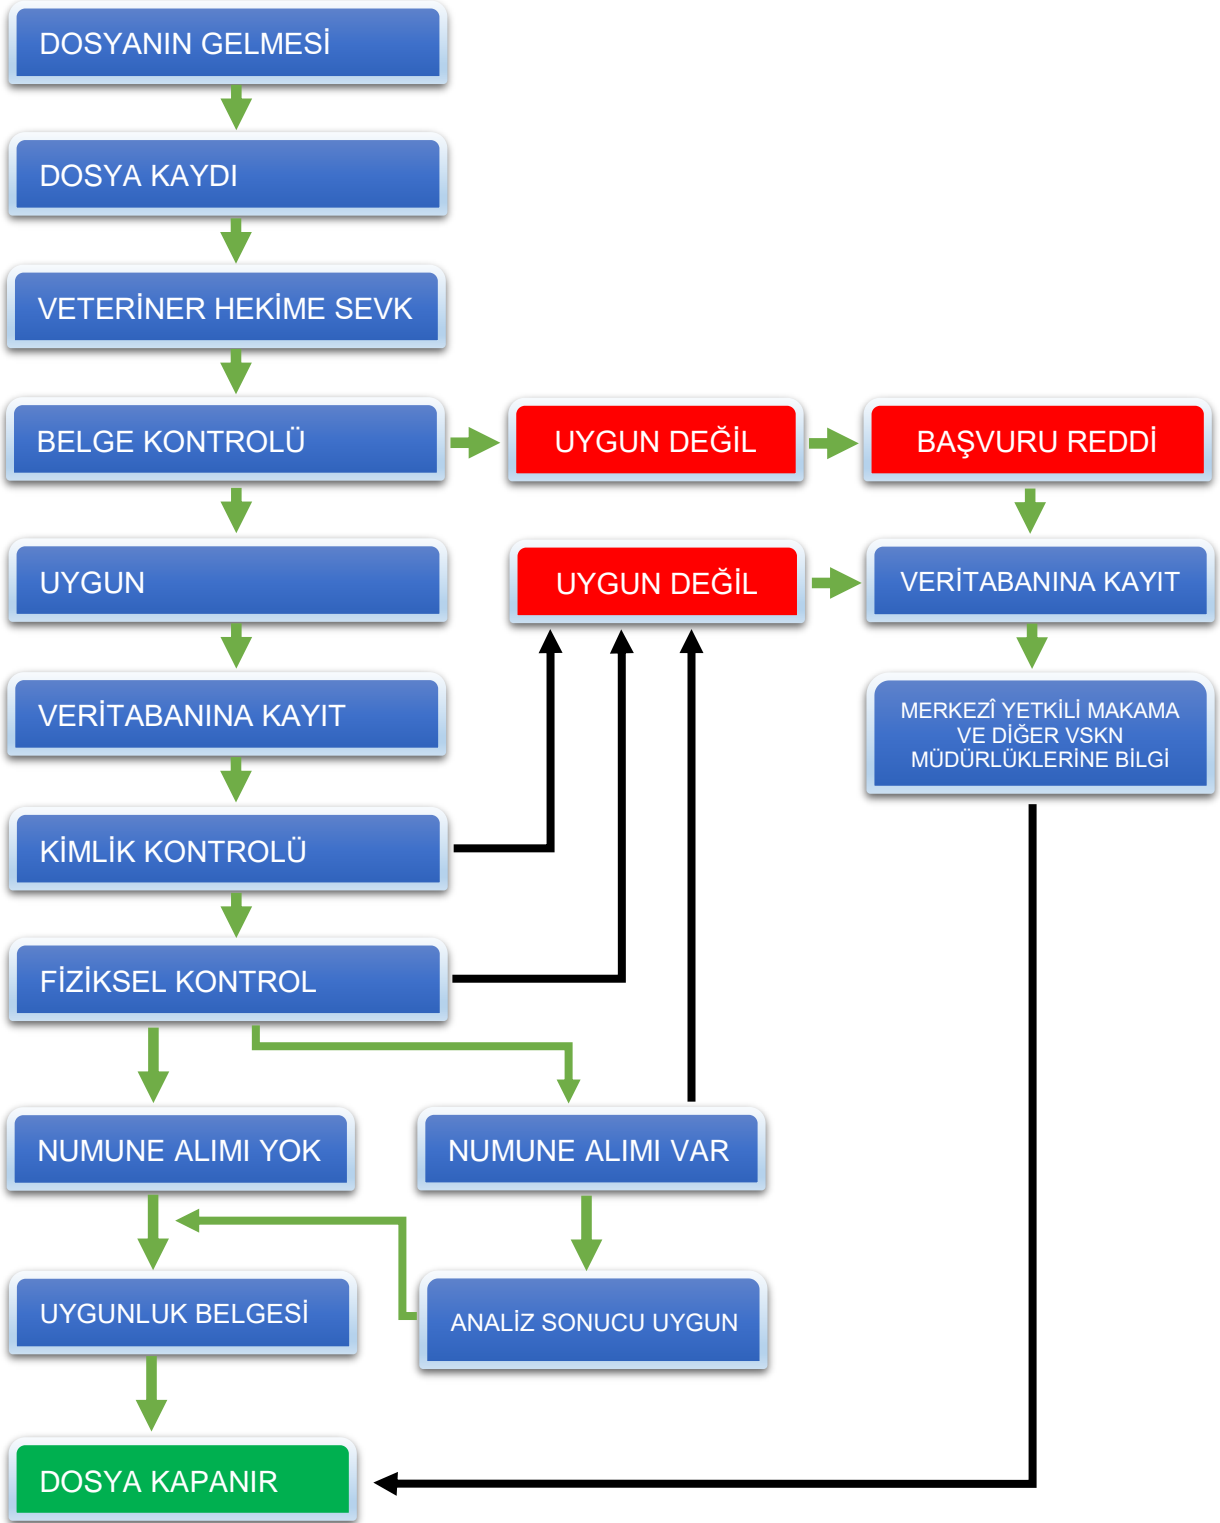 DOSYANIN GELMESİ
DOSYA KAYDI
VETERİNER HEKİME SEVK
BELGE KONTROLÜ
UYGUN DEĞİL
BAŞVURU REDDİ
UYGUN
UYGUN DEĞİL
VERİTABANINA KAYIT
VERİTABANINA KAYIT
MERKEZÎ YETKİLİ MAKAMA
VE DİĞER VSKN
MÜDÜRLÜKLERİNE BİLGİ
KİMLİK KONTROLÜ
FİZİKSEL KONTROL
NUMUNE ALIMI YOK
NUMUNE ALIMI VAR
UYGUNLUK BELGESİ
ANALİZ SONUCU UYGUN
DOSYA KAPANIR